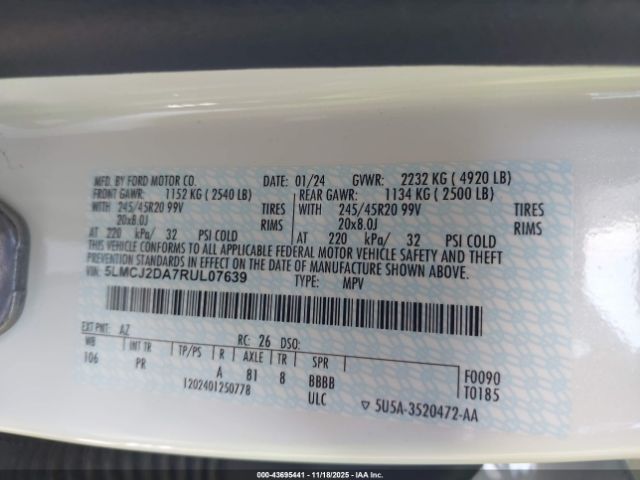 MFD. BY FORD MOTOR CO. DATE: 01/24 GVWR: 2232 KG ( 4920 LB)
FRONT GAWR: 1152 KG ( 2540 LB) REAR GAWR: 1134 KG ( 2500 LB)
WITH 245/45R20 99V TIRES WITH 245/45R20 99V TIRES
20x8.0J RIMS 20x8.0J RIMS
AT 220 kPa/ 32 PSI COLD AT 220 kPa/ 32 PSI COLD
THIS VEHICLE CONFORMS TO ALL APPLICABLE FEDERAL MOTOR VEHICLE SAFETY AND THEFT
PREVENTION STANDARDS IN EFFECT ON THE DATE OF MANUFACTURE SHOWN ABOVE.
VIN: 5LMCJ2DA7RUL07639 TYPE: MPV
EXT PNT: AZ RC: 26 DSO:
WB INT TR TP/PS R AXLE TR SPR
106 PR A 81 8 BBBB F0090
I202401250778 ULC T0185
5U5A-3520472-AA
000-43695441 - 11/18/2025 - IAAI.CA